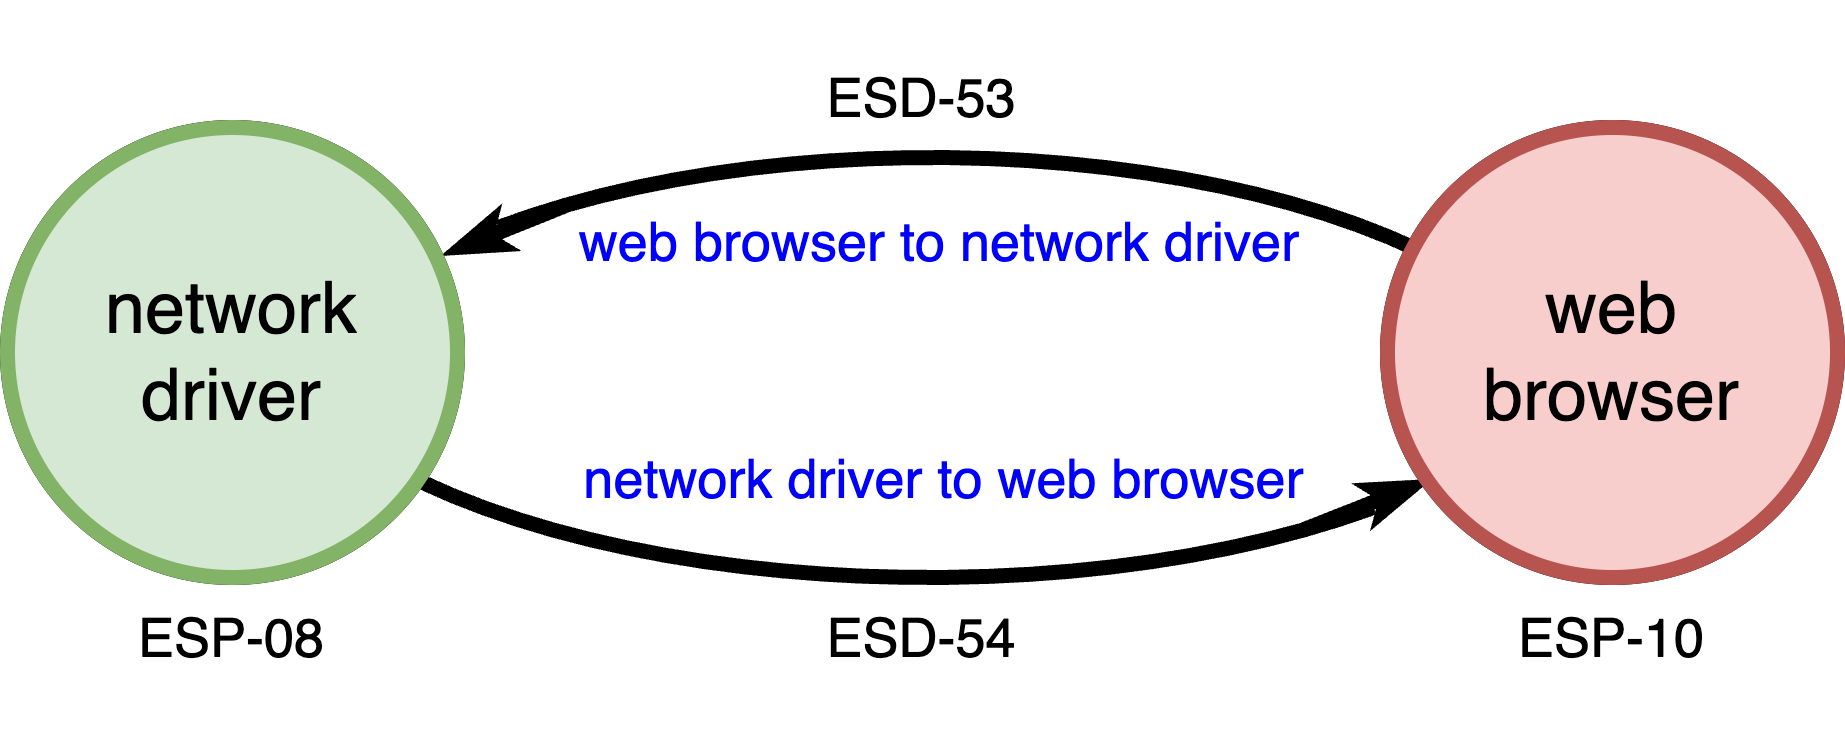 ESD-53
web browser to network driver
network
driver
web
browser
network driver to web browser
ESP-08
ESD-54
ESP-10